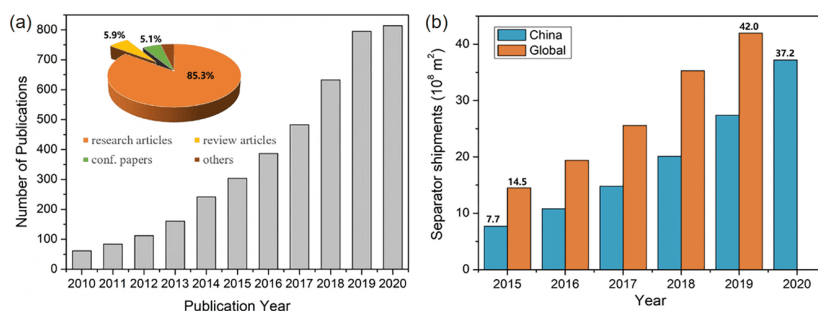 (a)
5.9%
5.1%
85.3%
research articles
review articles
conf. papers
others
Number of Publications
800
700
600
500
400
300
200
100
0
2010 2011 2012 2013 2014 2015 2016 2017 2018 2019 2020
Publication Year
(b)
China
Global
Separator shipments (10⁸ m²)
40
30
20
10
0
7.7
14.5
42.0
37.2
2015 2016 2017 2018 2019 2020
Year